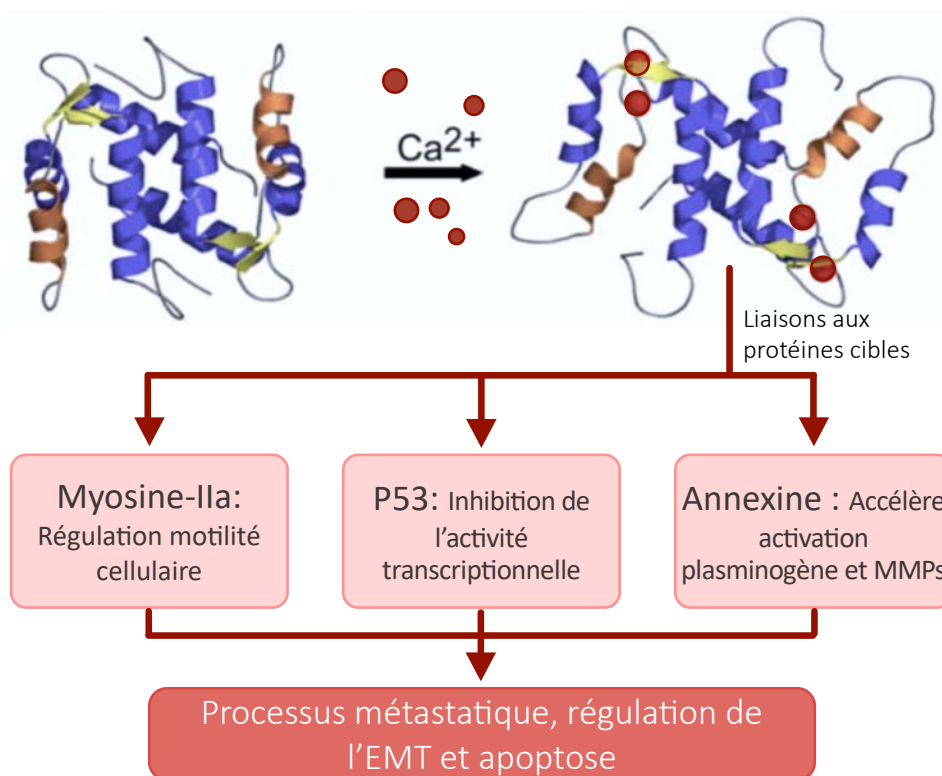 Ca²⁺
Liaisons aux
protéines cibles
Myosine-IIa:
Régulation motilité
cellulaire
P53: Inhibition de
l'activité
transcriptionnelle
Annexine : Accélère
activation
plasminogène et MMPs
Processus métastatique, régulation de
l'EMT et apoptose